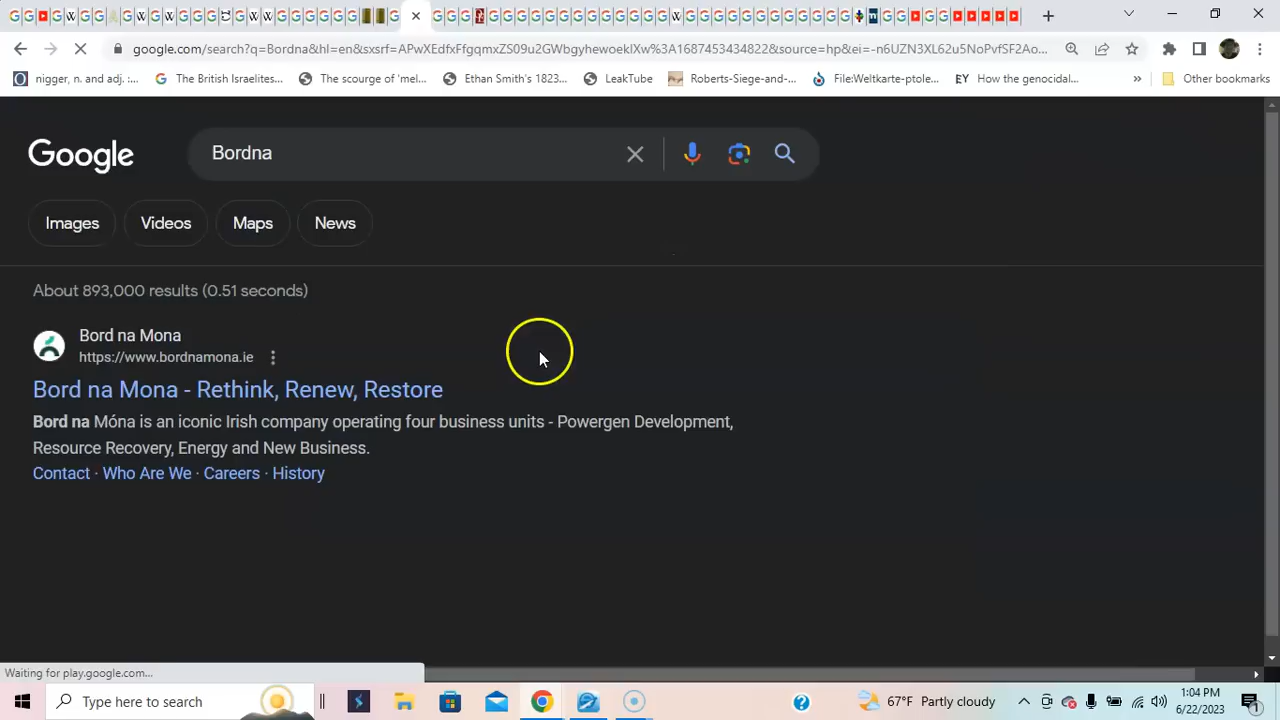 google.com/search?q=Bordna&hl=en&sxsrf=APwXEdfxFfgqnxZS09u2GWbgyhewoekIXw%3A1687453434822&source=hp&ei=-n6UZN3XL62u5NoPvfSF2Ao...
nigger, n. and adj. :...
The British Israelites...
The scourge of 'mel...
Ethan Smith's 1823...
LeakTube
Roberts-Siege-and-...
File:Weltkarte-ptole...
EY How the genocidal...
»
Other bookmarks
Google
Bordna
Images
Videos
Maps
News
About 893,000 results (0.51 seconds)
Bord na Mona
https://www.bordnamona.ie
Bord na Mona - Rethink, Renew, Restore
Bord na Móna is an iconic Irish company operating four business units - Powergen Development,
Resource Recovery, Energy and New Business.
Contact · Who Are We · Careers · History
Waiting for play.google.com...
Type here to search
67°F Partly cloudy
1:04 PM
6/22/2023